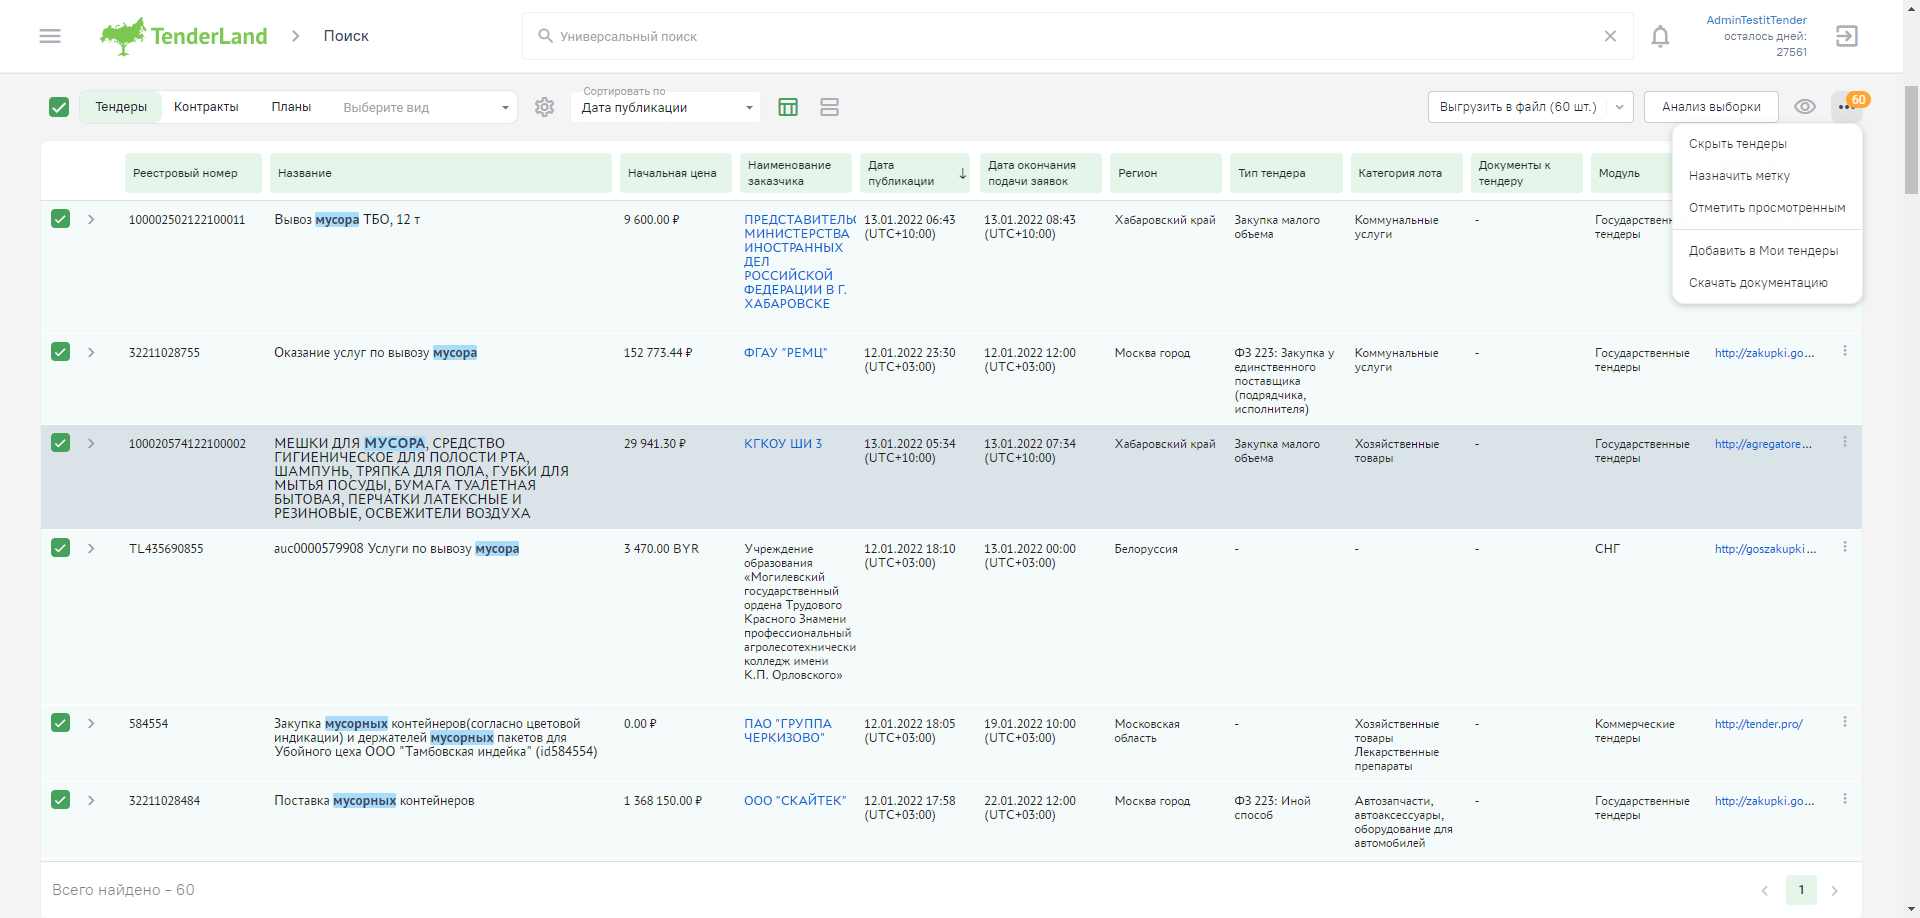 TenderLand
Поиск
Универсальный поиск
AdminTestitTender
осталось дней:
27561
Тендеры
Контракты
Планы
Выберите вид
Сортировать по
Дата публикации
Выгрузить в файл (60 шт.)
Анализ выборки
60
Скрыть тендеры
Назначить метку
Отметить просмотренным
Добавить в Мои тендеры
Скачать документацию
Реестровый номер
Название
Начальная цена
Наименование
заказчика
Дата
публикации
Дата окончания
подачи заявок
Регион
Тип тендера
Категория лота
Документы к
тендеру
Модуль
100002502122100011
Вывоз мусора ТБО, 12 т
9 600.00 ₽
ПРЕДСТАВИТЕЛЬС
МИНИСТЕРСТВА
ИНОСТРАННЫХ
ДЕЛ
РОССИЙСКОЙ
ФЕДЕРАЦИИ В Г.
ХАБАРОВСКЕ
13.01.2022 06:43
(UTC+10:00)
13.01.2022 08:43
(UTC+10:00)
Хабаровский край
Закупка малого
объема
Коммунальные
услуги
-
Государственн
тендеры
32211028755
Оказание услуг по вывозу мусора
152 773.44 ₽
ФГАУ "РЕМЦ"
12.01.2022 23:30
(UTC+03:00)
12.01.2022 12:00
(UTC+03:00)
Москва город
ФЗ 223: Закупка у
единственного
поставщика
(подрядчика,
исполнителя)
Коммунальные
услуги
-
Государственные
тендеры
http://zakupki.go...
100020574122100002
МЕШКИ ДЛЯ МУСОРА, СРЕДСТВО
ГИГИЕНИЧЕСКОЕ ДЛЯ ПОЛОСТИ РТА,
ШАМПУНЬ, ТРЯПКА ДЛЯ ПОЛА, ГУБКИ ДЛЯ
МЫТЬЯ ПОСУДЫ, БУМАГА ТУАЛЕТНАЯ
БЫТОВАЯ, ПЕРЧАТКИ ЛАТЕКСНЫЕ И
РЕЗИНОВЫЕ, ОСВЕЖИТЕЛИ ВОЗДУХА
29 941.30 ₽
КГКОУ ШИ 3
13.01.2022 05:34
(UTC+10:00)
13.01.2022 07:34
(UTC+10:00)
Хабаровский край
Закупка малого
объема
Хозяйственные
товары
-
Государственные
тендеры
http://agregatore...
TL435690855
auc0000579908 Услуги по вывозу мусора
3 470.00 BYR
Учреждение
образования
«Могилевский
государственный
ордена Трудового
Красного Знамени
профессиональный
агролесотехнически
колледж имени
К.П. Орловского»
12.01.2022 18:10
(UTC+03:00)
13.01.2022 00:00
(UTC+03:00)
Белоруссия
-
-
-
СНГ
http://goszakupki...
584554
Закупка мусорных контейнеров(согласно цветовой
индикации) и держателей мусорных пакетов для
Убойного цеха ООО "Тамбовская индейка" (id584554)
0.00 ₽
ПАО "ГРУППА
ЧЕРКИЗОВО"
12.01.2022 18:05
(UTC+03:00)
19.01.2022 10:00
(UTC+03:00)
Московская
область
-
Хозяйственные
товары
Лекарственные
препараты
-
Коммерческие
тендеры
http://tender.pro/
32211028484
Поставка мусорных контейнеров
1 368 150.00 ₽
ООО "СКАЙТЕК"
12.01.2022 17:58
(UTC+03:00)
22.01.2022 12:00
(UTC+03:00)
Москва город
ФЗ 223: Иной
способ
Автозапчасти,
автоаксессуары,
оборудование для
автомобилей
-
Государственные
тендеры
http://zakupki.go...
Всего найдено - 60
1